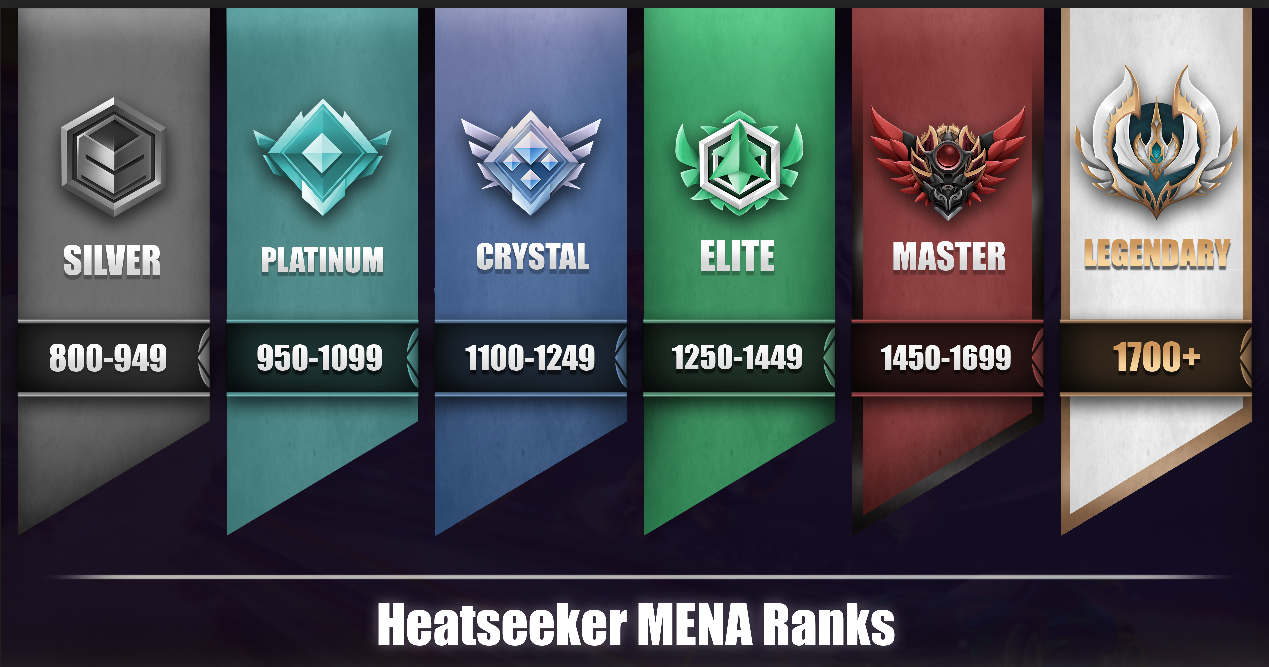 SILVER
800-949
PLATINUM
950-1099
CRYSTAL
1100-1249
ELITE
1250-1449
MASTER
1450-1699
LEGENDARY
1700+
Heatseeker MENA Ranks